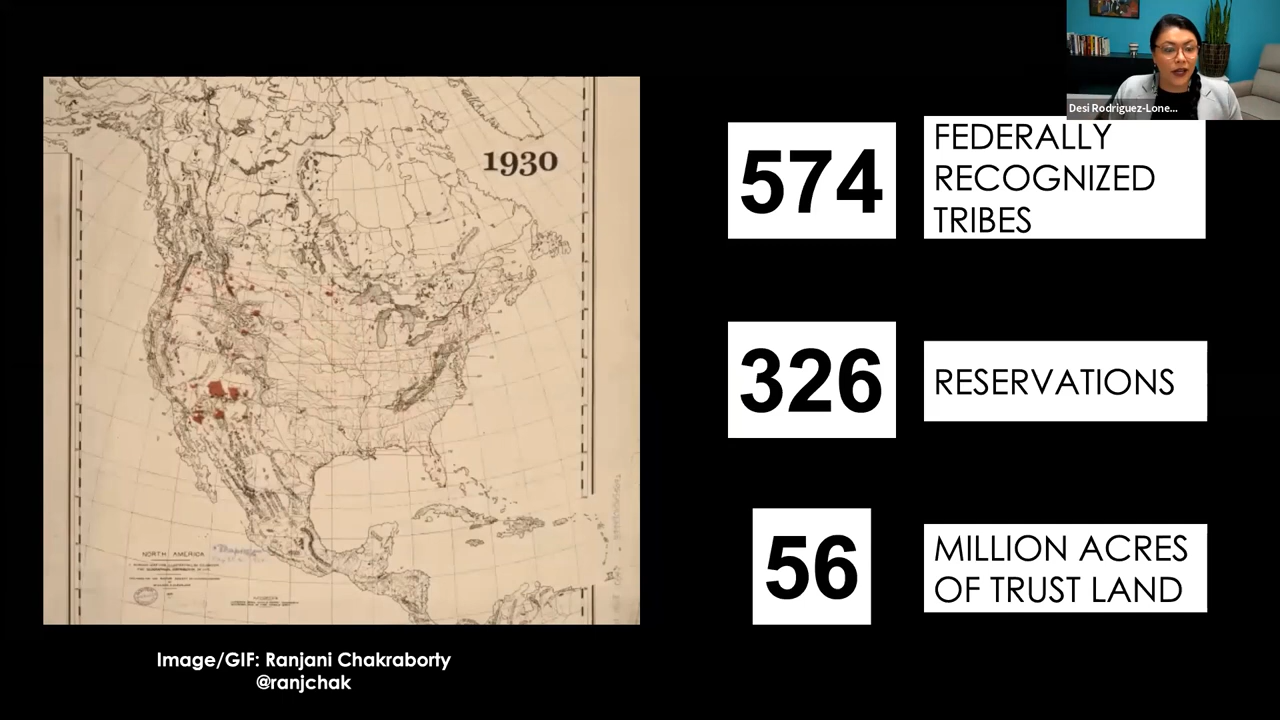 1930
NORTH AMERICA
Image/GIF: Ranjani Chakraborty
@ranjchak
574
FEDERALLY
RECOGNIZED
TRIBES
326
RESERVATIONS
56
MILLION ACRES
OF TRUST LAND
Desi Rodriguez-Lone...